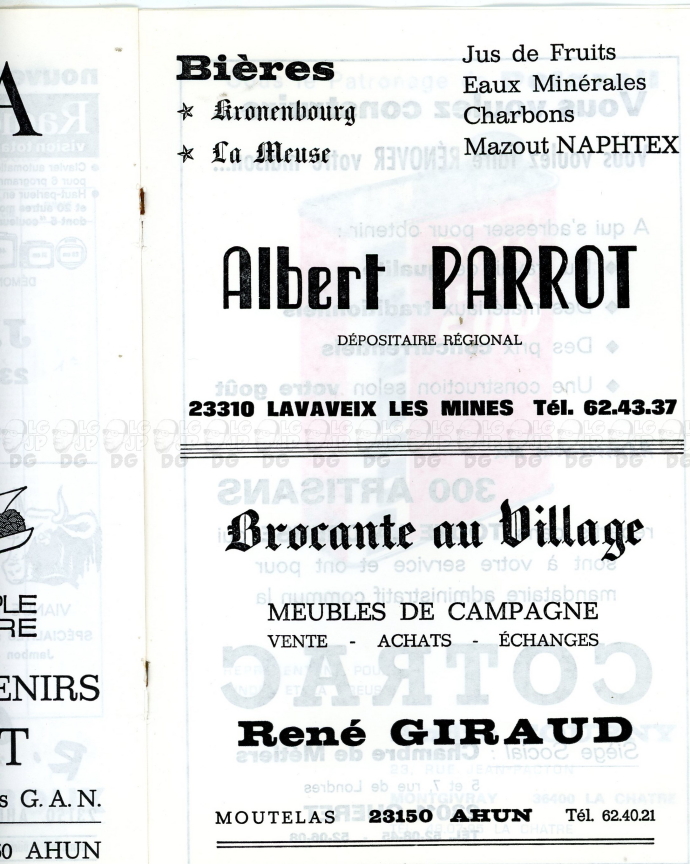 A
PLE
RE
ENIRS
T
s G.A.N.
50 AHUN
Bières
Kronenbourg
La Meuse
Jus de Fruits
Eaux Minérales
Charbons
Mazout NAPHTEX
Albert PARROT
DÉPOSITAIRE RÉGIONAL
23310 LAVAVEIX LES MINES Tél. 62.43.37
Brocante au Village
MEUBLES DE CAMPAGNE
VENTE - ACHATS - ÉCHANGES
René GIRAUD
MOUTELAS 23150 AHUN Tél. 62.40.21